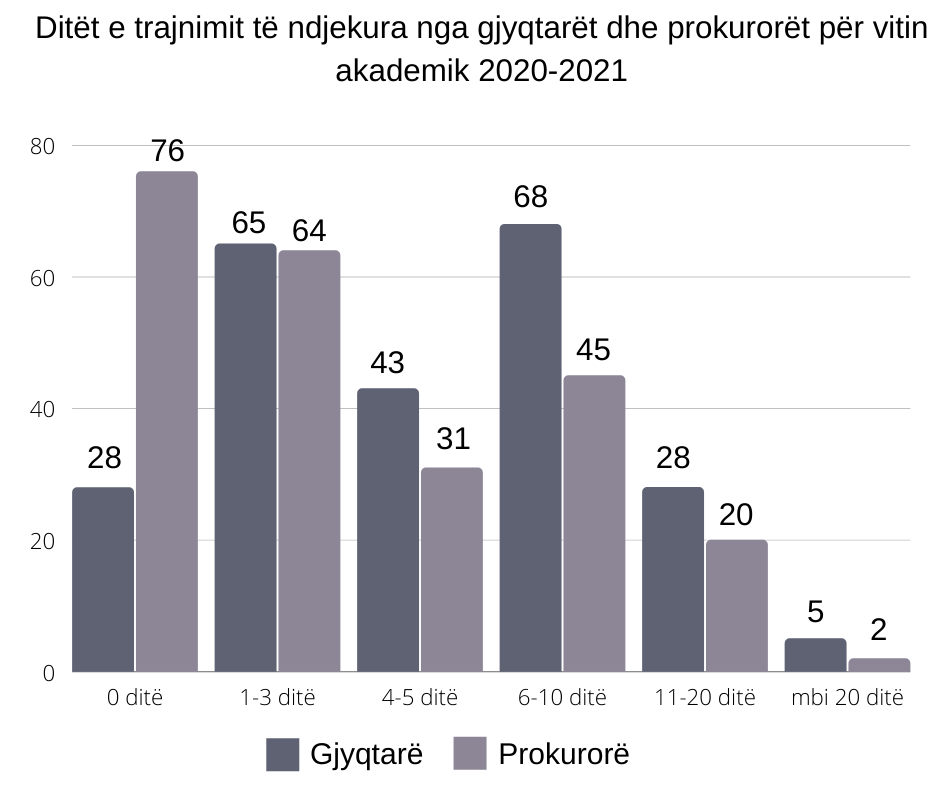 Ditët e trajnimit të ndjekura nga gjyqtarët dhe prokurorët për vitin
akademik 2020-2021
80
60
40
20
0
28
76
65
64
43
31
68
45
28
20
5
2
0 ditë
1-3 ditë
4-5 ditë
6-10 ditë
11-20 ditë
mbi 20 ditë
Gjyqtarë
Prokurorë